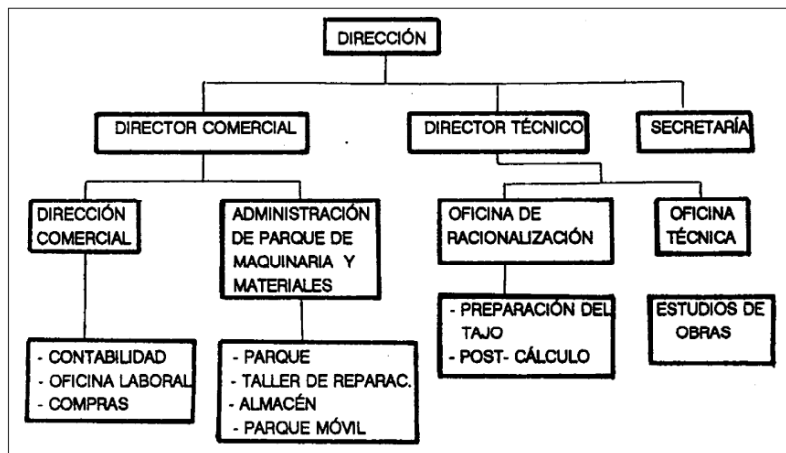 DIRECCIÓN
DIRECTOR COMERCIAL
DIRECTOR TÉCNICO
SECRETARÍA
DIRECCIÓN
COMERCIAL
ADMINISTRACIÓN
DE PARQUE DE
MAQUINARIA Y
MATERIALES
OFICINA DE
RACIONALIZACIÓN
OFICINA
TÉCNICA
- CONTABILIDAD
- OFICINA LABORAL
- COMPRAS
- PARQUE
- TALLER DE REPARAC.
- ALMACÉN
- PARQUE MÓVIL
- PREPARACIÓN DEL
TAJO
- POST- CÁLCULO
ESTUDIOS DE
OBRAS